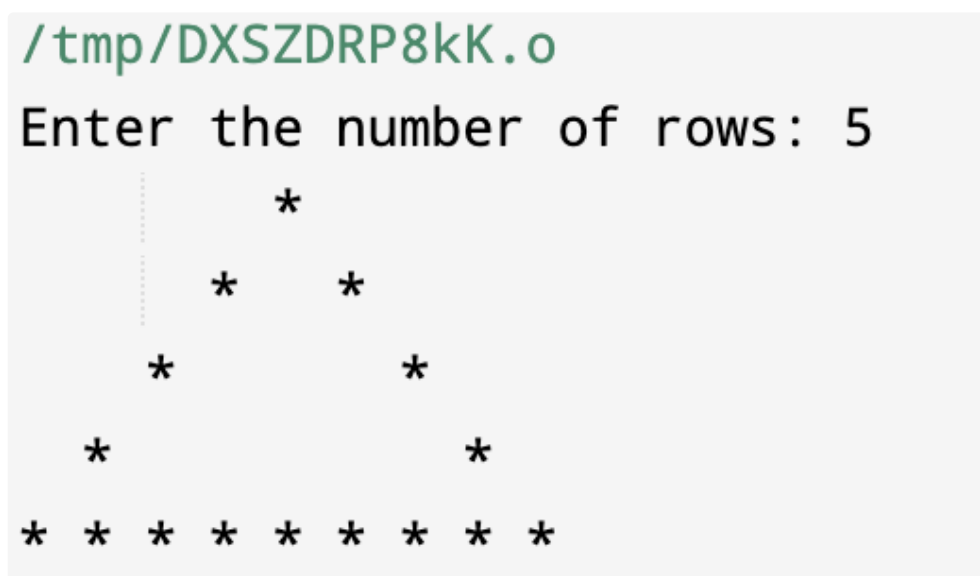 /tmp/DXSZDRP8kK.o
Enter the number of rows: 5
        *
      *   *
    *       *
  *           *
* * * * * * * * *